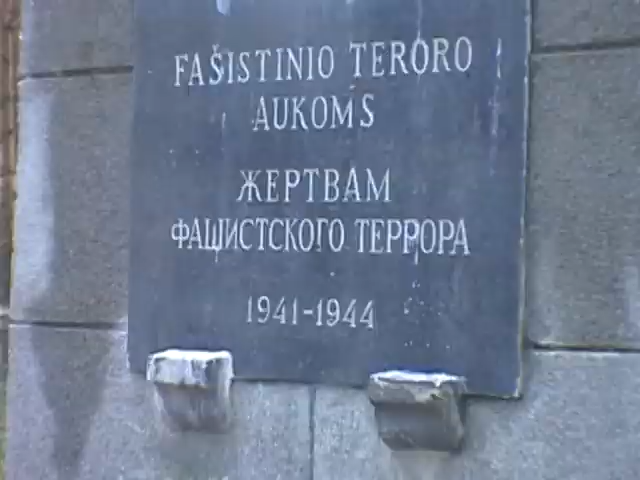 FAŠISTINIO TERORO
AUKOMS
ЖЕРТВАМ
ФАШИСТСКОГО ТЕРРОРА
1941-1944